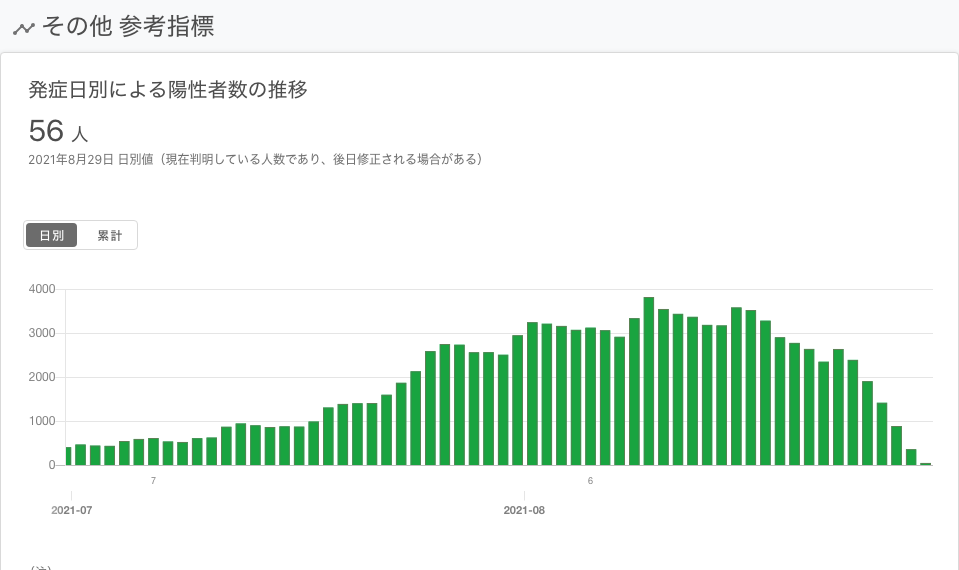 その他 参考指標
発症日別による陽性者数の推移
56 人
2021年8月29日 日別値（現在判明している人数であり、後日修正される場合がある）
日別 累計
4000
3000
2000
1000
0
7 6
2021-07 2021-08
（注）